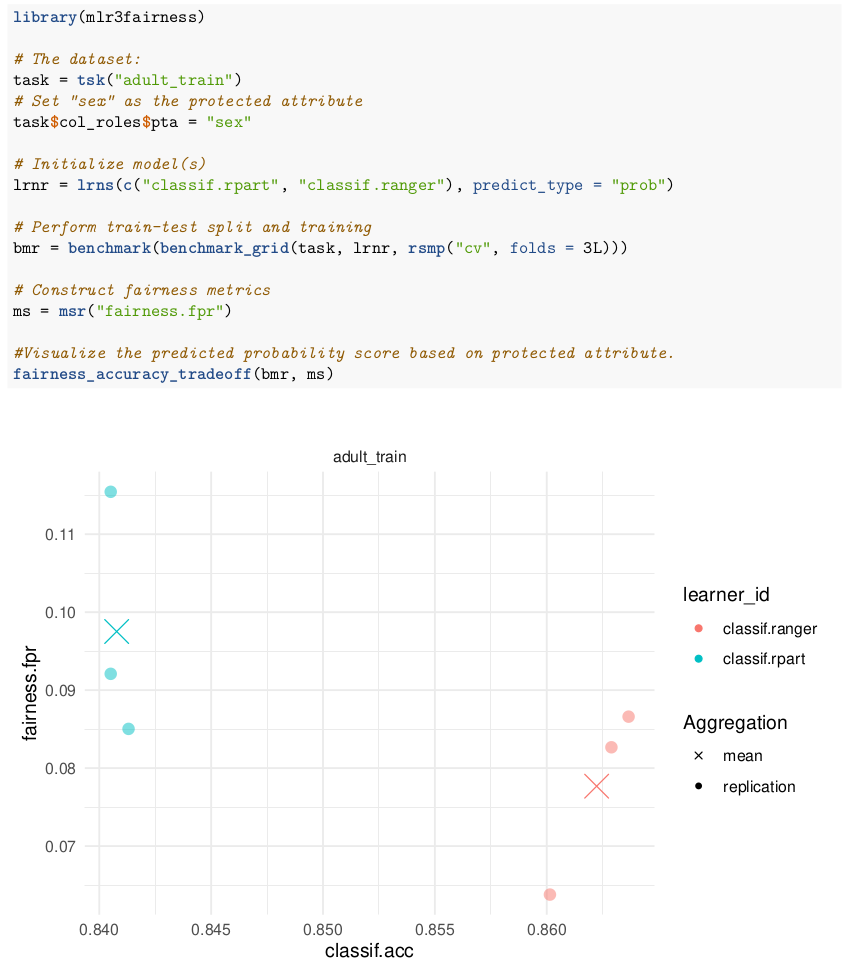 library(mlr3fairness)
# The dataset:
task = tsk("adult_train")
# Set "sex" as the protected attribute
task$col_roles$pta = "sex"
# Initialize model(s)
lrnr = lrns(c("classif.rpart", "classif.ranger"), predict_type = "prob")
# Perform train-test split and training
bmr = benchmark(benchmark_grid(task, lrnr, rsmp("cv", folds = 3L)))
# Construct fairness metrics
ms = msr("fairness.fpr")
#Visualize the predicted probability score based on protected attribute.
fairness_accuracy_tradeoff(bmr, ms)
adult_train
0.11
0.10
0.09
0.08
0.07
fairness.fpr
0.840 0.845 0.850 0.855 0.860
classif.acc
learner_id
classif.ranger
classif.rpart
Aggregation
mean
replication